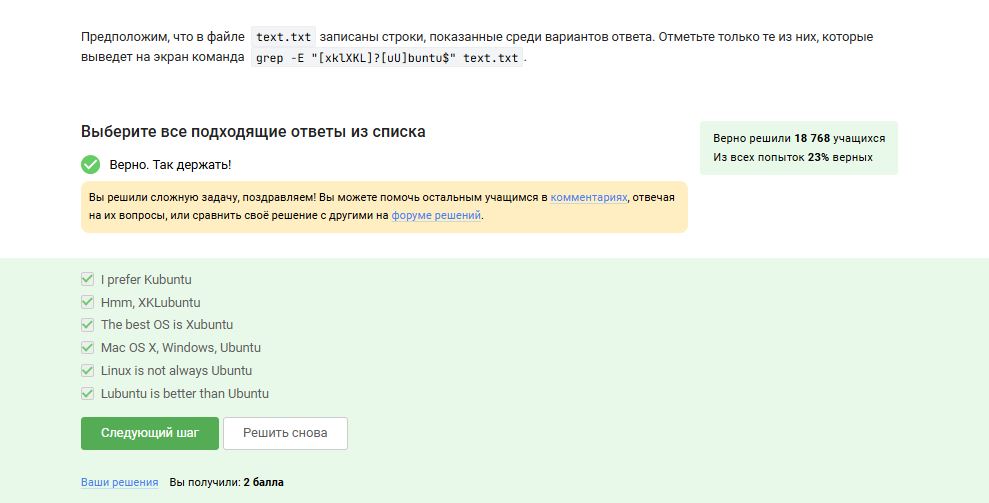 Предположим, что в файле text.txt записаны строки, показанные среди вариантов ответа. Отметьте только те из них, которые
выведет на экран команда grep -E "[xklXKL]?[uU]buntu$" text.txt.
Выберите все подходящие ответы из списка
Верно решили 18 768 учащихся
Из всех попыток 23% верных
Верно. Так держать!
Вы решили сложную задачу, поздравляем! Вы можете помочь остальным учащимся в комментариях, отвечая
на их вопросы, или сравнить своё решение с другими на форуме решений.
I prefer Kubuntu
Hmm, XKLubuntu
The best OS is Xubuntu
Mac OS X, Windows, Ubuntu
Linux is not always Ubuntu
Lubuntu is better than Ubuntu
Следующий шаг
Решить снова
Ваши решения Вы получили: 2 балла